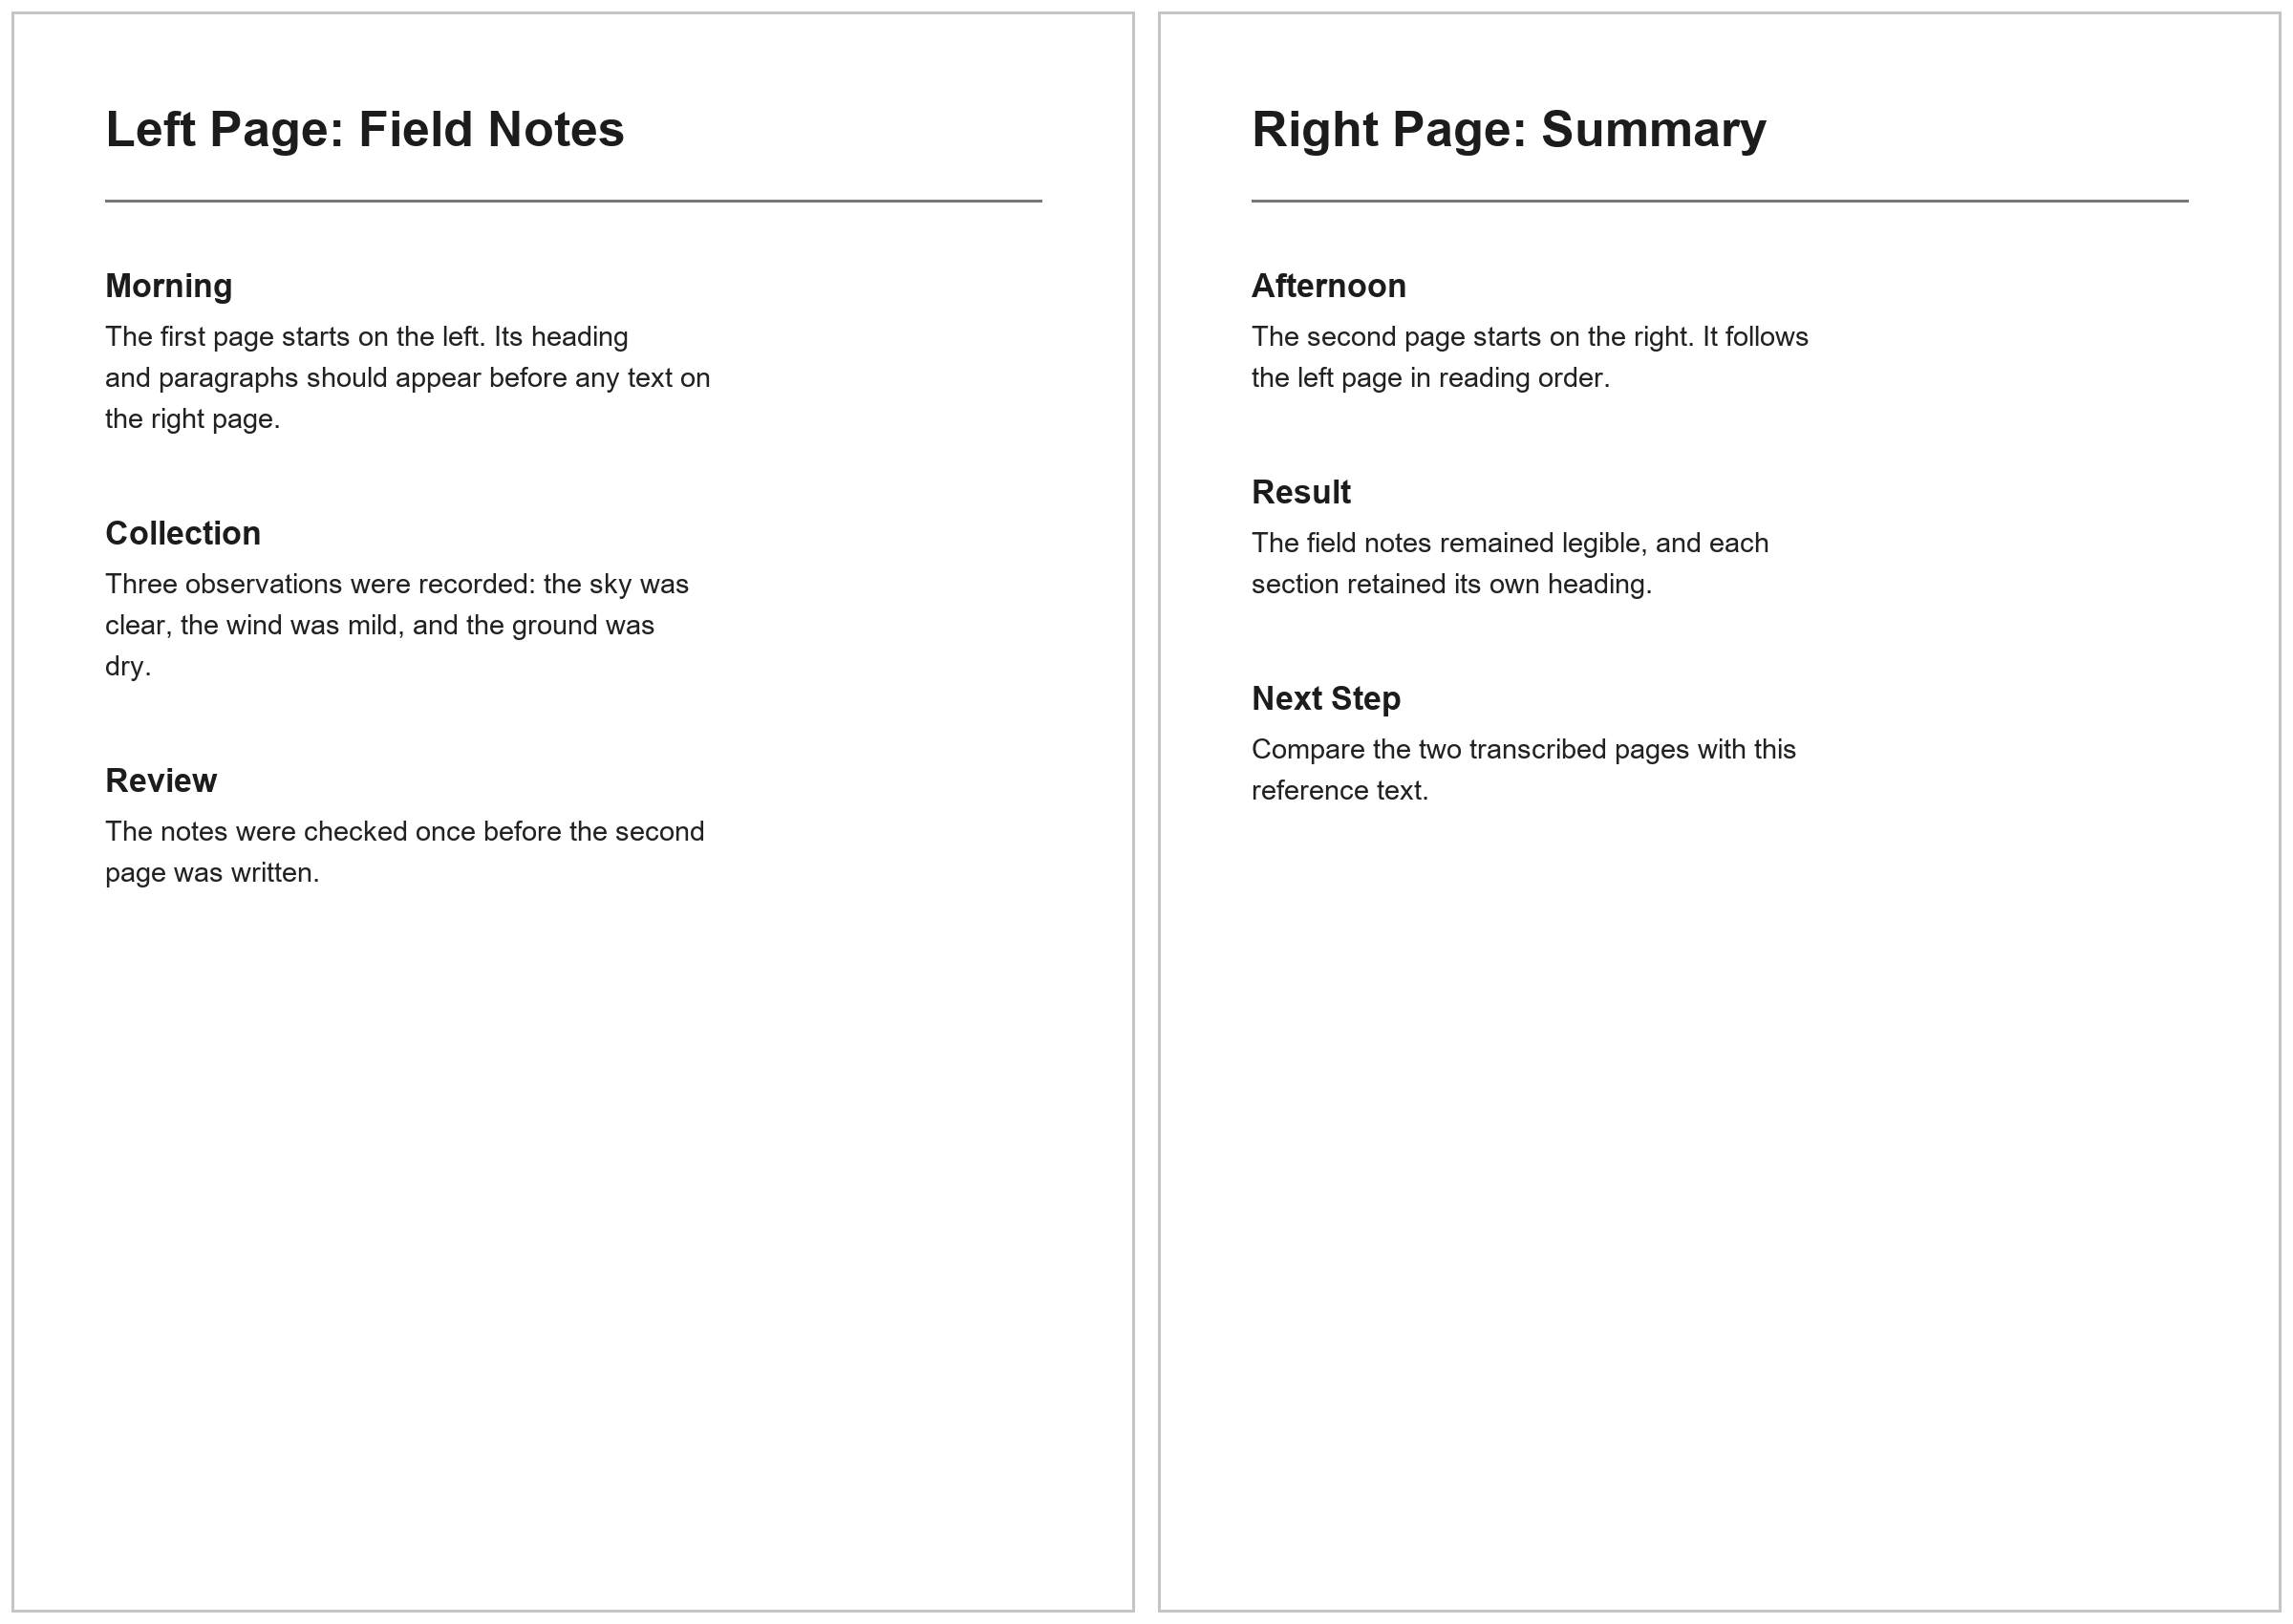 Left Page: Field Notes
Morning
The first page starts on the left. Its heading
and paragraphs should appear before any text on
the right page.
Collection
Three observations were recorded: the sky was
clear, the wind was mild, and the ground was
dry.
Review
The notes were checked once before the second
page was written.
Right Page: Summary
Afternoon
The second page starts on the right. It follows
the left page in reading order.
Result
The field notes remained legible, and each
section retained its own heading.
Next Step
Compare the two transcribed pages with this
reference text.